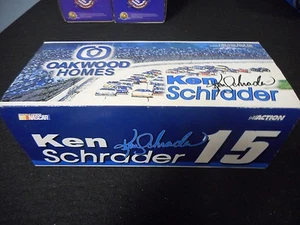 OAKWOOD
HOMES
Ken
Schrader
NASCAR
ACTION
Ken
Schrader
15